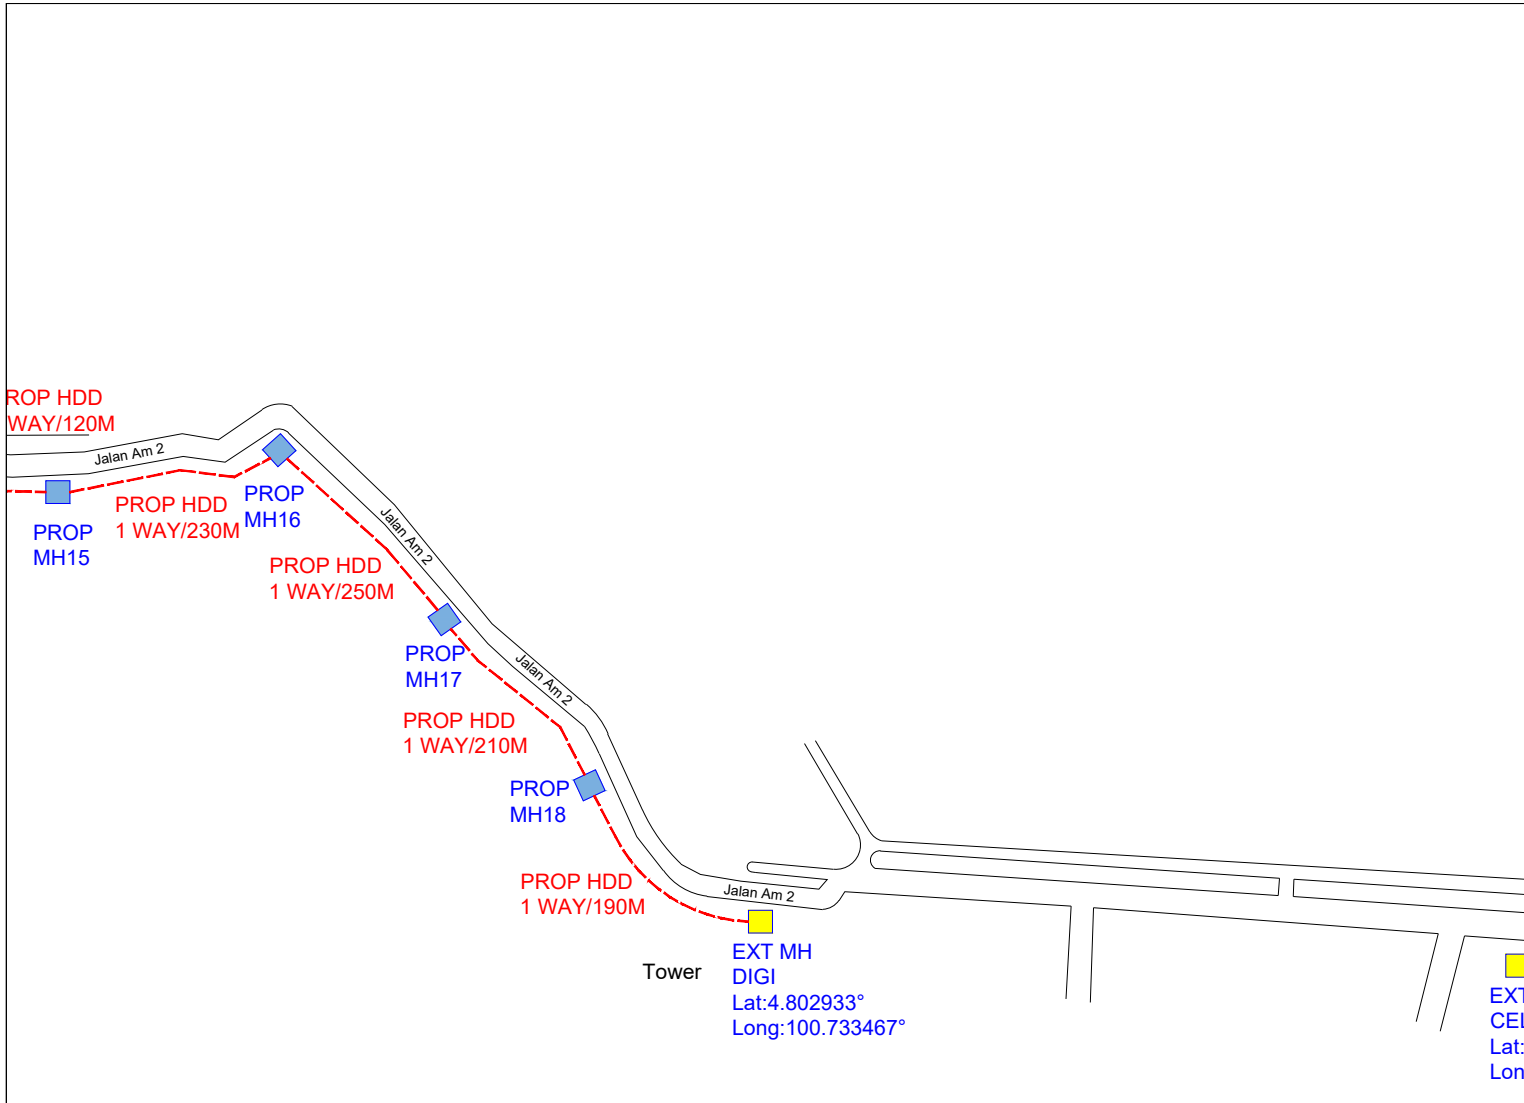 ROP HDD
WAY/120M
Jalan Am 2
PROP HDD
1 WAY/230M
PROP
MH16
PROP
MH15
Jalan Am 2
PROP HDD
1 WAY/250M
PROP
MH17
Jalan Am 2
PROP HDD
1 WAY/210M
PROP
MH18
PROP HDD
1 WAY/190M
Jalan Am 2
Tower
EXT MH
DIGI
Lat:4.802933°
Long:100.733467°
EXT
CEL
Lat:
Lon